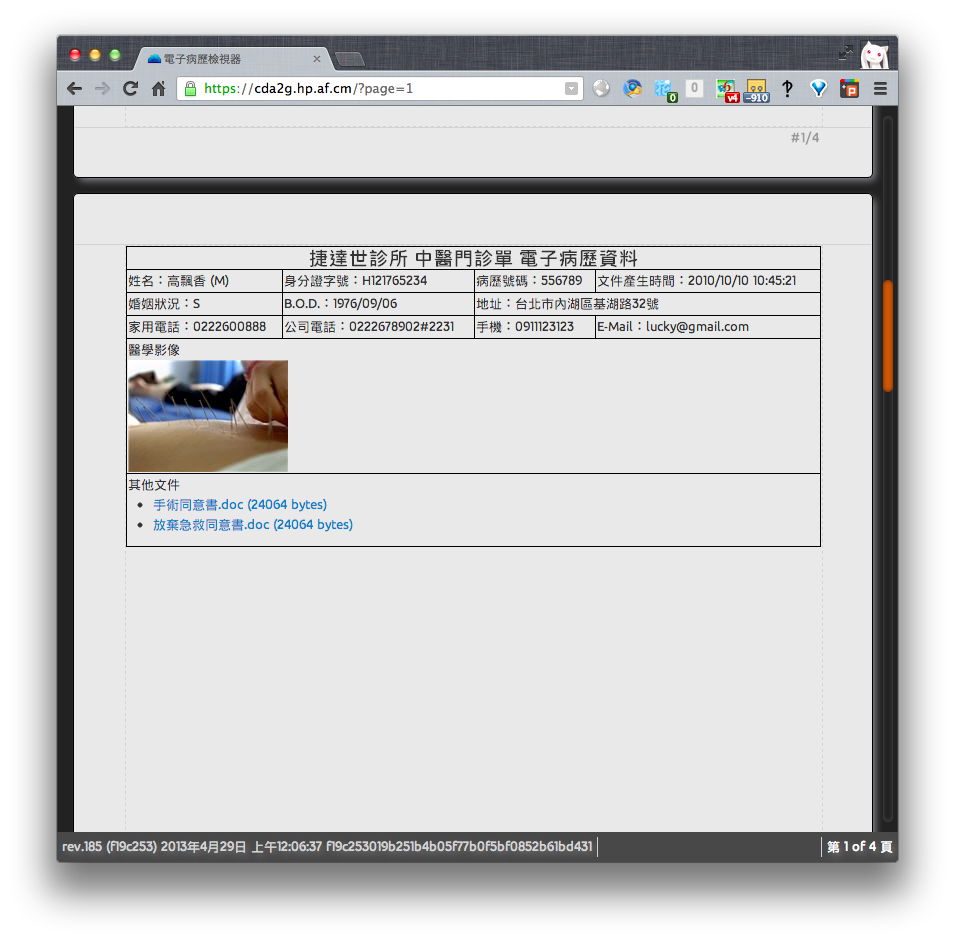 電子病歷檢視器
https://cda2g.hp.af.cm/?page=1
0
0
v4
-910
#1/4
捷達世診所 中醫門診單 電子病歷資料
姓名：高飄香 (M) 身分證字號：H121765234 病歷號碼：556789 文件產生時間：2010/10/10 10:45:21
婚姻狀況：S B.O.D.：1976/09/06 地址：台北市內湖區基湖路32號
家用電話：0222600888 公司電話：0222678902#2231 手機：0911123123 E-Mail：lucky@gmail.com
醫學影像
其他文件
• 手術同意書.doc (24064 bytes)
• 放棄急救同意書.doc (24064 bytes)
rev.185 (f19c253) 2013年4月29日 上午12:06:37 f19c253019b251b4b05f77b0f5bf0852b61bd431
第 1 of 4 頁